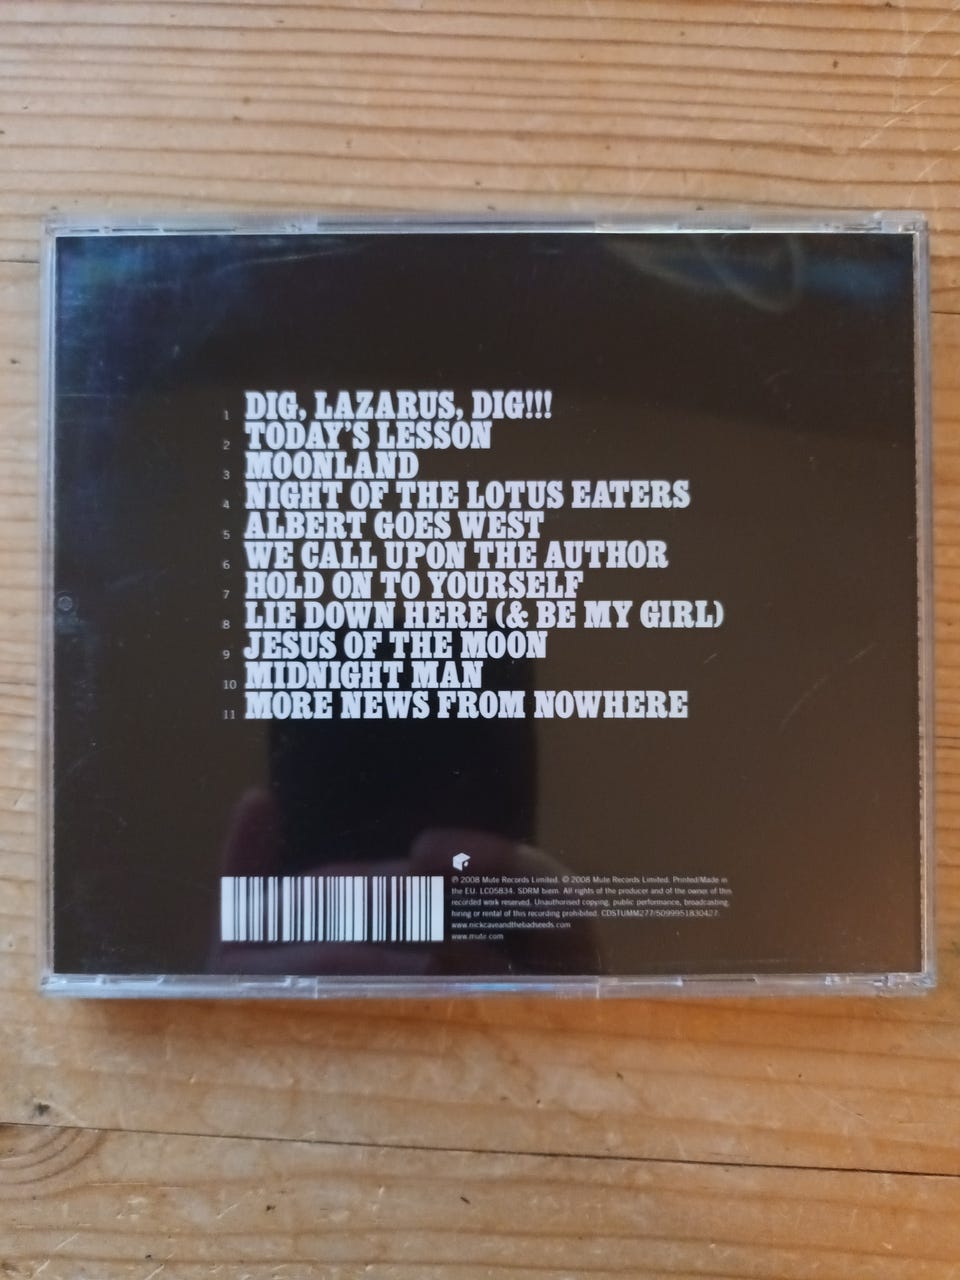 1 DIG, LAZARUS, DIG!!!
2 TODAY'S LESSON
3 MOONLAND
4 NIGHT OF THE LOTUS EATERS
5 ALBERT GOES WEST
6 WE CALL UPON THE AUTHOR
7 HOLD ON TO YOURSELF
8 LIE DOWN HERE (& BE MY GIRL)
9 JESUS OF THE MOON
10 MIDNIGHT MAN
11 MORE NEWS FROM NOWHERE
℗ 2008 Mute Records Limited. © 2008 Mute Records Limited. Printed/Made in
the EU. LC05834. SDRM biem. All rights of the producer and of the owner of this
recorded work reserved. Unauthorised copying, public performance, broadcasting,
hiring or rental of this recording prohibited. CDSTUMM277/5099951830427.
www.nickcaveandthebadseeds.com
www.mute.com